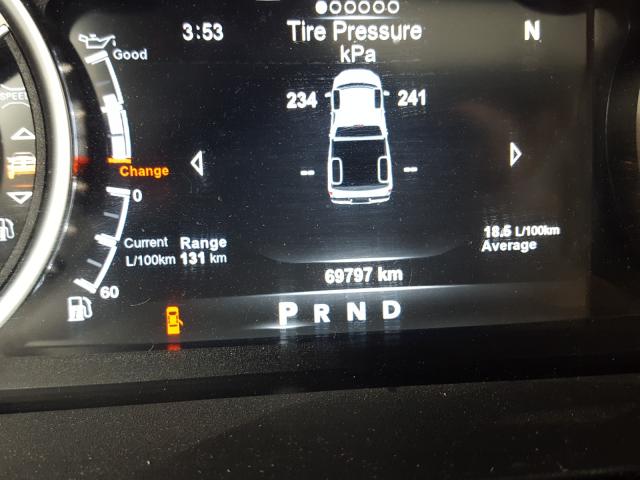 3:53 Tire Pressure N
kPa
Good
SPEED
234 241
-- --
Change
0
Current Range
L/100km 131 km
18.5 L/100km
Average
69797 km
60
P R N D